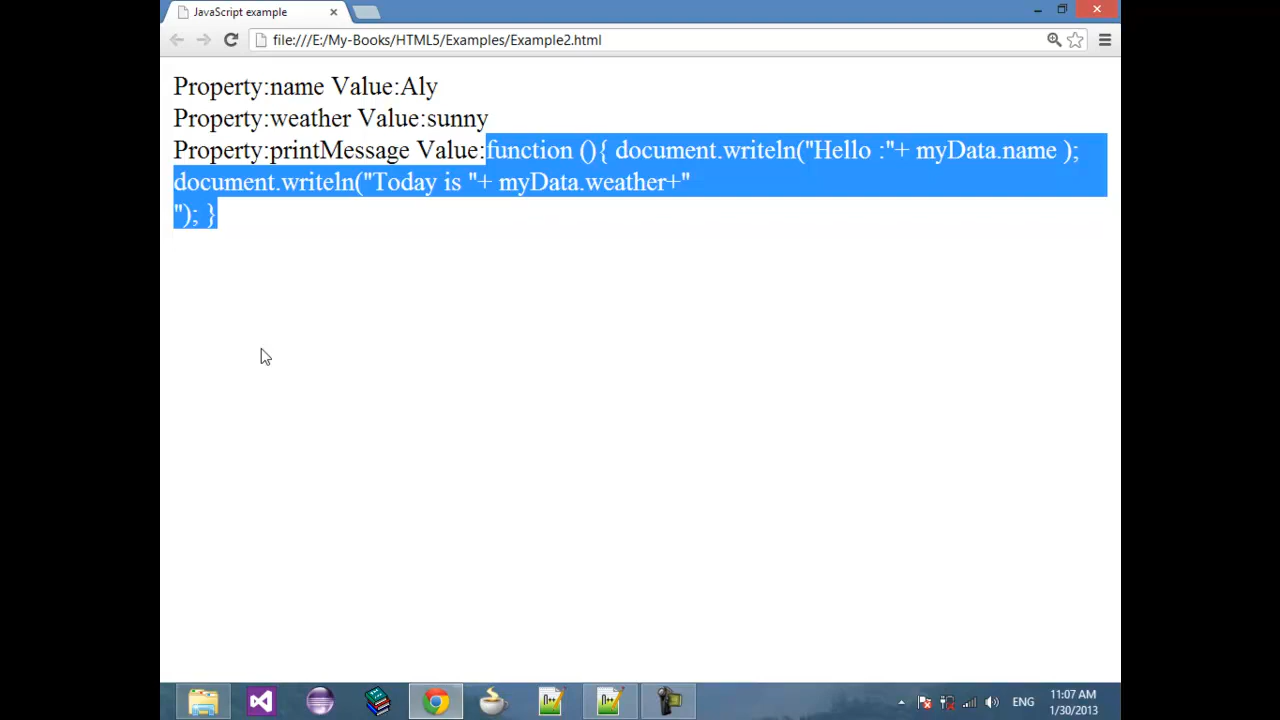 JavaScript example
file:///E:/My-Books/HTML5/Examples/Example2.html
Property:name Value:Aly
Property:weather Value:sunny
Property:printMessage Value:function (){ document.writeln("Hello :"+ myData.name );
document.writeln("Today is "+ myData.weather+"
"); }
ENG
11:07 AM
1/30/2013